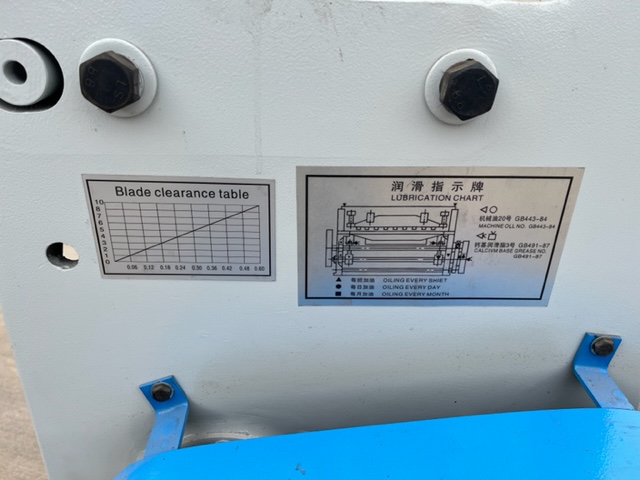 Blade clearance table
10
9
8
7
6
5
4
3
2
1
0
0.06 0.12 0.18 0.24 0.30 0.36 0.42 0.48 0.60
润滑指示牌
LUBRICATION CHART
机械油20号 GB443-84
MACHINE OLL NO. GB443-84
钙基润滑脂3号 GB491-87
CALCIVM BASE GREASE NO.
GB491-87
▲ 每班加油 OILING EVERY SHIET
● 每日加油 OILING EVERY DAY
■ 每月加油 OILING EVERY MONTH
8.8